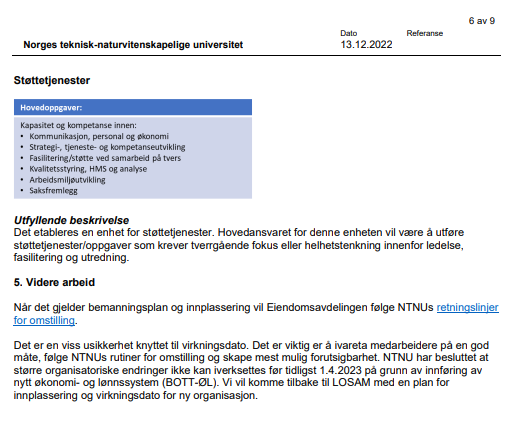 6 av 9
Dato
Referanse
Norges teknisk-naturvitenskapelige universitet
13.12.2022
Støttetjenester
Hovedoppgaver:
Kapasitet og kompetanse innen:
• Kommunikasjon, personal og økonomi
• Strategi-, tjeneste- og kompetanseutvikling
• Fasilitering/støtte ved samarbeid på tvers
• Kvalitetsstyring, HMS og analyse
• Arbeidsmiljøutvikling
• Saksfremlegg
Utfyllende beskrivelse
Det etableres en enhet for støttetjenester. Hovedansvaret for denne enheten vil være å utføre
støttetjenester/oppgaver som krever tverrgående fokus eller helhetstenkning innenfor ledelse,
fasilitering og utredning.
5. Videre arbeid
Når det gjelder bemanningsplan og innplassering vil Eiendomsavdelingen følge NTNUs retningslinjer
for omstilling.
Det er en viss usikkerhet knyttet til virkningsdato. Det er viktig er å ivareta medarbeidere på en god
måte, følge NTNUs rutiner for omstilling og skape mest mulig forutsigbarhet. NTNU har besluttet at
større organisatoriske endringer ikke kan iverksettes før tidligst 1.4.2023 på grunn av innføring av
nytt økonomi- og lønnssystem (BOTT-ØL). Vi vil komme tilbake til LOSAM med en plan for
innplassering og virkningsdato for ny organisasjon.